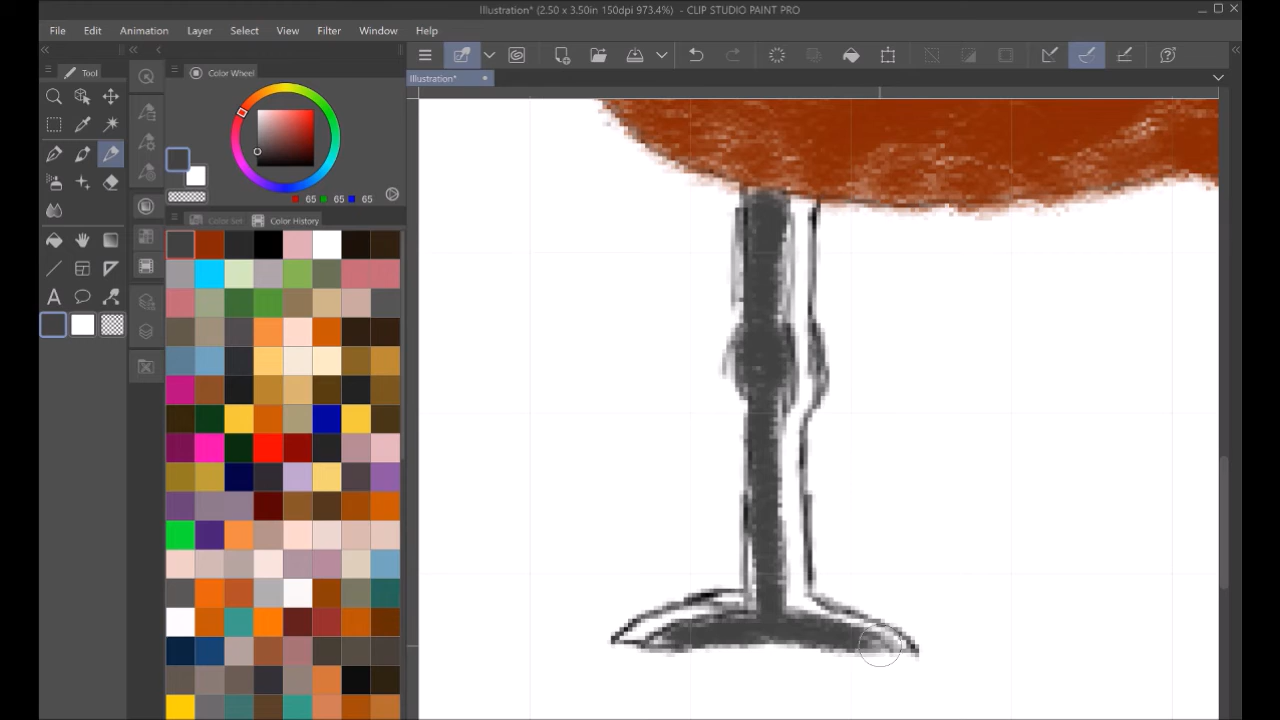 Illustration* (2.50 x 3.50in 150dpi 973.4%) - CLIP STUDIO PAINT PRO
File Edit Animation Layer Select View Filter Window Help
Tool
Color Wheel
Illustration*
65 65 65
Color Set Color History
A